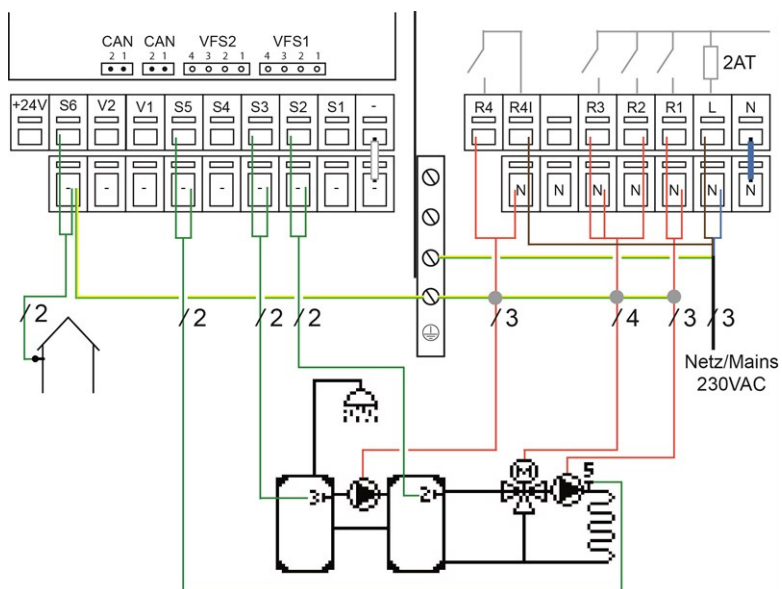 CAN CAN VFS2 VFS1
2 1 2 1 4 3 2 1 4 3 2 1
2AT
+24V S6 V2 V1 S5 S4 S3 S2 S1 - R4 R4I R3 R2 R1 L N
- - - - - - - - - N N N N N N
2 2 2 2 3 4 3 3
Netz/Mains
230VAC
M
3 2 5